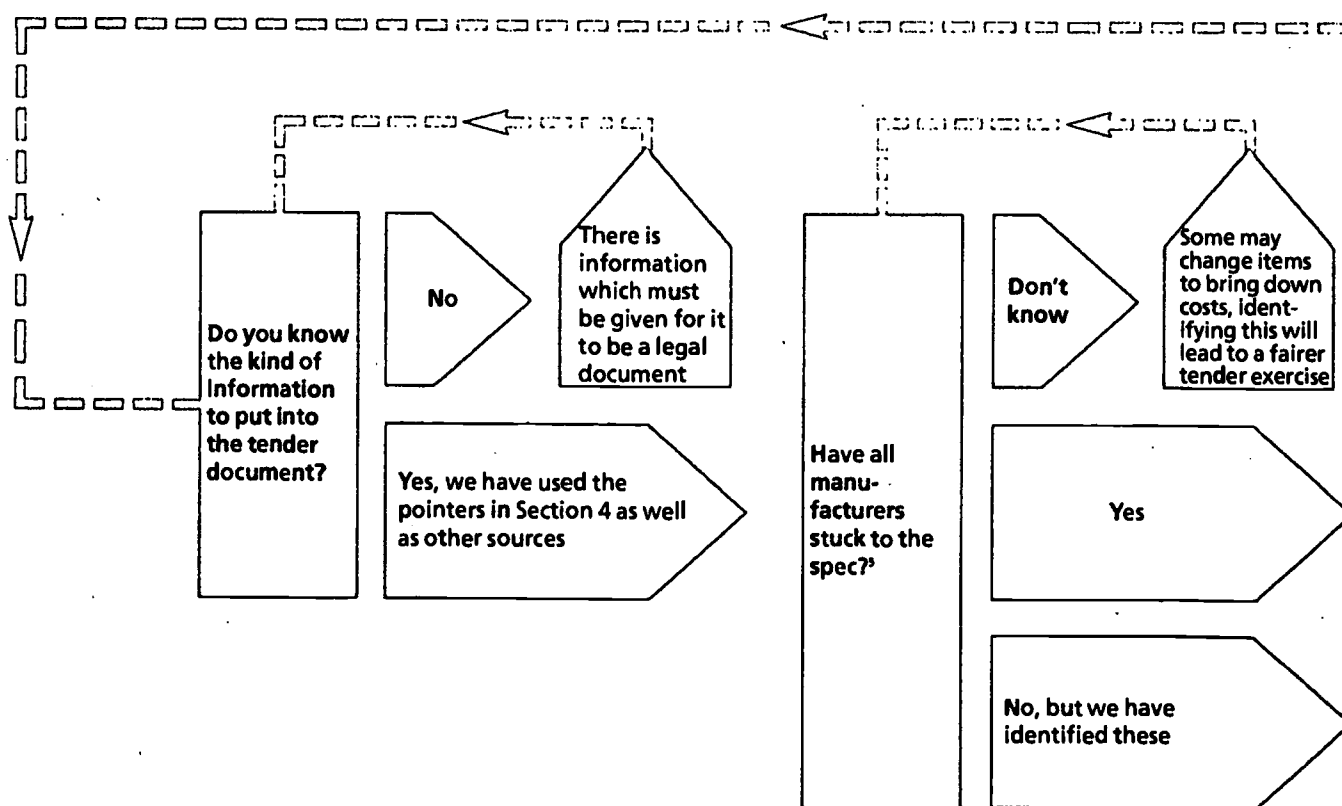 Do you know
the kind of
Information
to put into
the tender
document?
No
There is
information
which must
be given for it
to be a legal
document
Yes, we have used the
pointers in Section 4 as well
as other sources
Have all
manu-
facturers
stuck to the
spec?⁵
Don't
know
Some may
change items
to bring down
costs, ident-
ifying this will
lead to a fairer
tender exercise
Yes
No, but we have
identified these